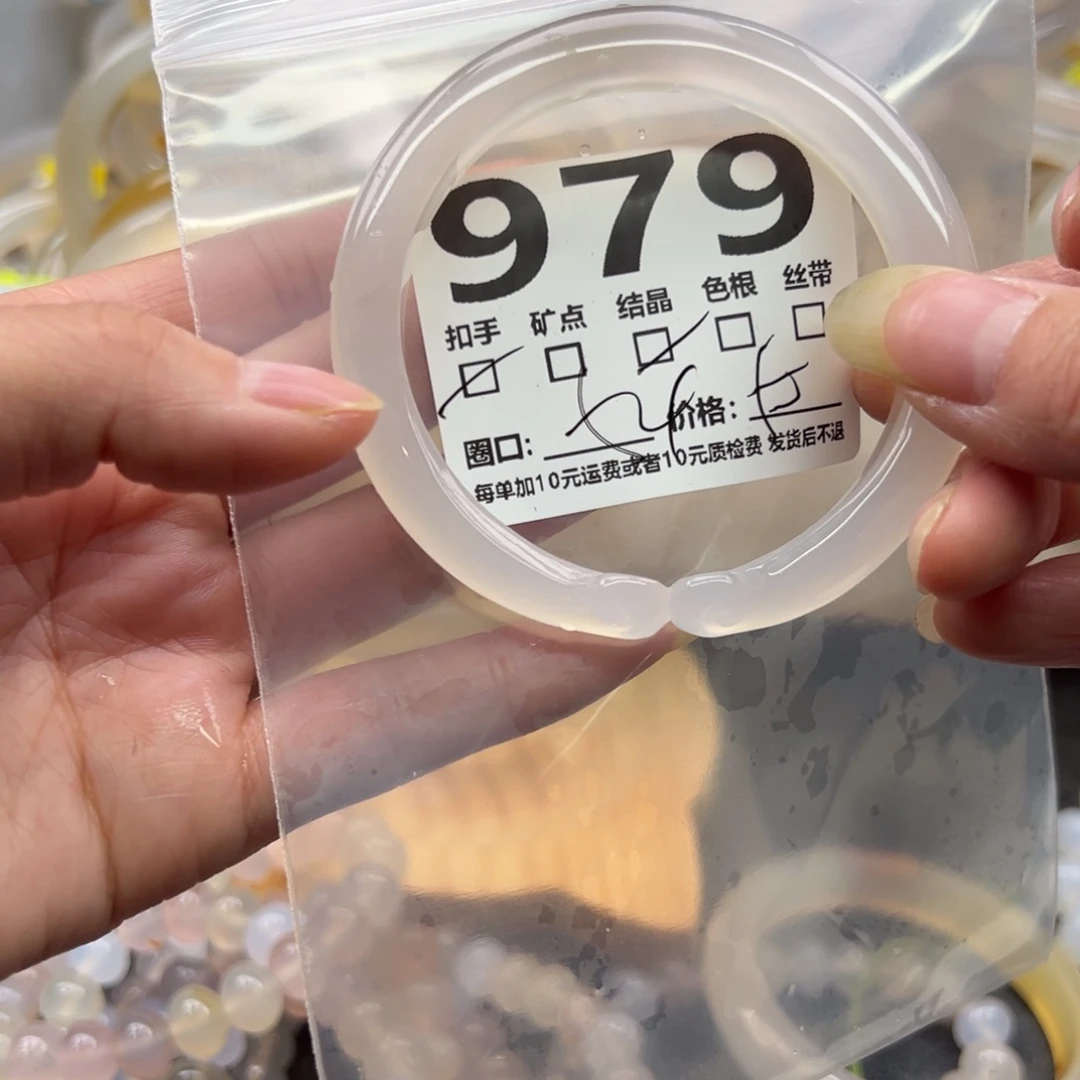 979
扣手 矿点 结晶 色根 丝带
圈口: 价格:
每单加10元运费或者10元质检费 发货后不退